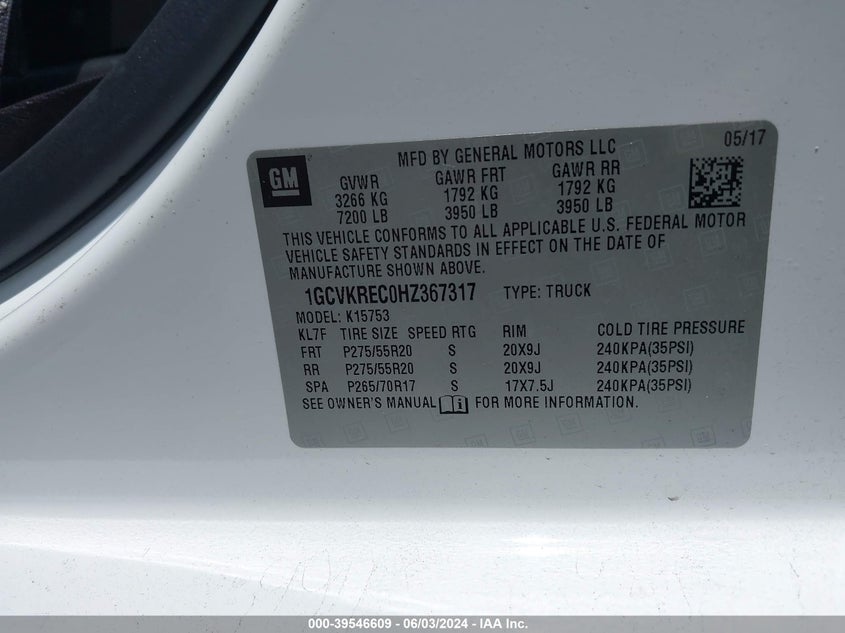 GM
MFD BY GENERAL MOTORS LLC 05/17
GVWR GAWR FRT GAWR RR
3266 KG 1792 KG 1792 KG
7200 LB 3950 LB 3950 LB
THIS VEHICLE CONFORMS TO ALL APPLICABLE U.S. FEDERAL MOTOR
VEHICLE SAFETY STANDARDS IN EFFECT ON THE DATE OF
MANUFACTURE SHOWN ABOVE.
1GCVKREC0HZ367317 TYPE: TRUCK
MODEL: K15753
KL7F TIRE SIZE SPEED RTG RIM COLD TIRE PRESSURE
FRT P275/55R20 S 20X9J 240KPA(35PSI)
RR P275/55R20 S 20X9J 240KPA(35PSI)
SPA P265/70R17 S 17X7.5J 240KPA(35PSI)
SEE OWNER'S MANUAL FOR MORE INFORMATION.
000-39546609 - 06/03/2024 - IAA Inc.